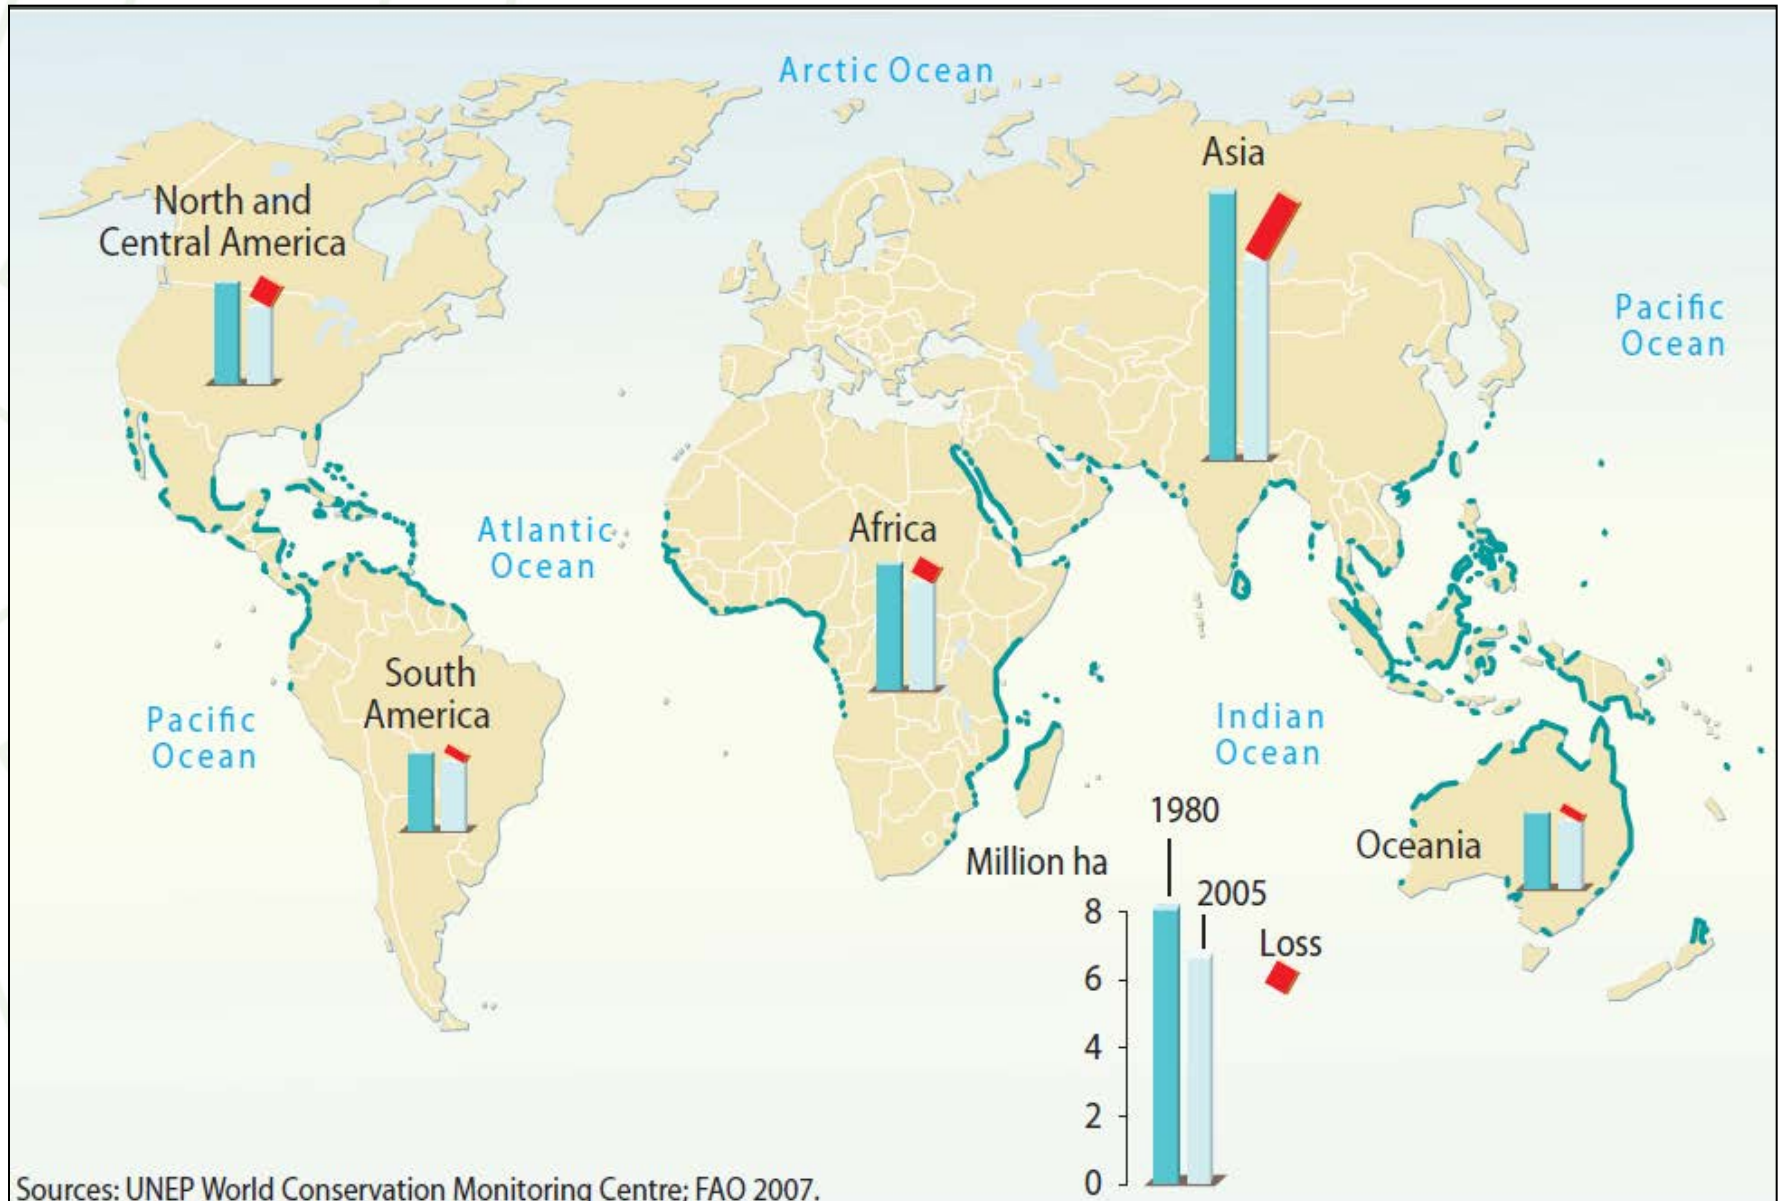 Arctic Ocean
Asia
North and
Central America
Pacific
Ocean
Atlantic
Ocean
Africa
South
America
Pacific
Ocean
Indian
Ocean
Oceania
Million ha
1980
2005
Loss
8
6
4
2
0
Sources: UNEP World Conservation Monitoring Centre; FAO 2007.